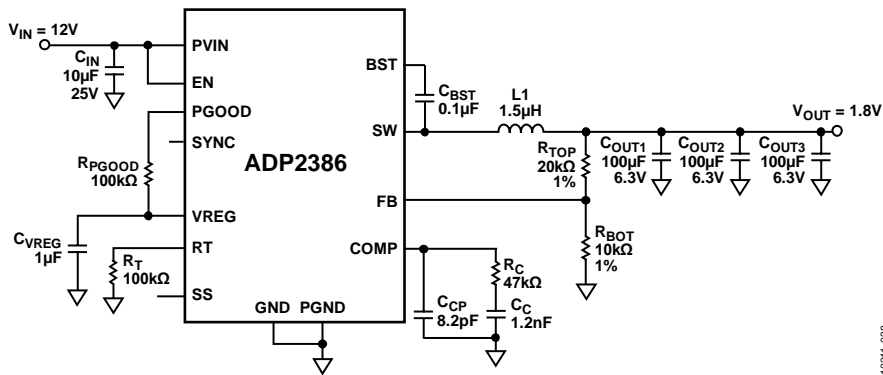 V_IN = 12V
C_IN
10µF
25V
PVIN
EN
PGOOD
SYNC
R_PGOOD
100kΩ
VREG
C_VREG
1µF
RT
R_T
100kΩ
SS
ADP2386
GND PGND
BST
C_BST
0.1µF
SW
L1
1.5µH
V_OUT = 1.8V
R_TOP
20kΩ
1%
C_OUT1
100µF
6.3V
C_OUT2
100µF
6.3V
C_OUT3
100µF
6.3V
FB
R_BOT
10kΩ
1%
COMP
R_C
47kΩ
C_CP
8.2pF
C_C
1.2nF